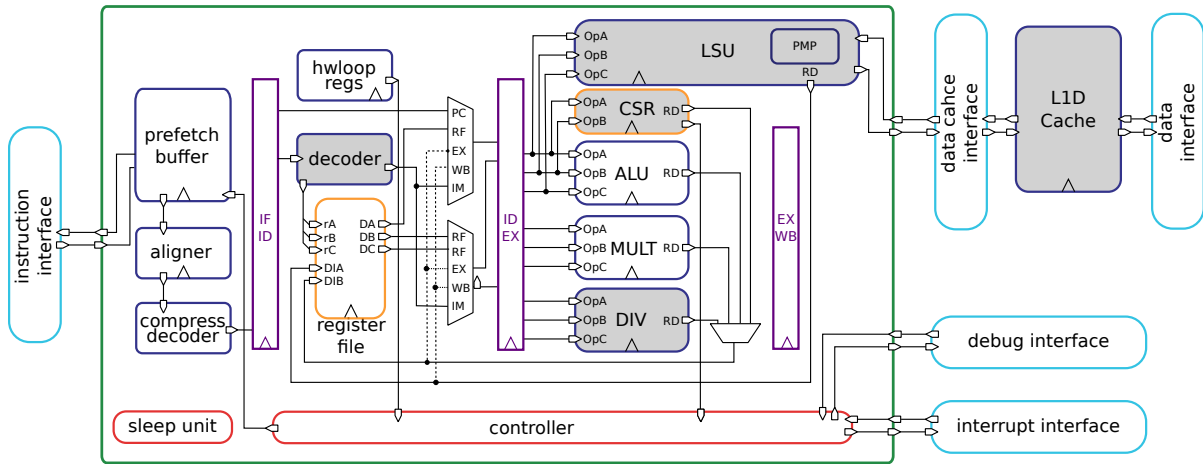 instruction
interface
prefetch
buffer
aligner
compress
decoder
sleep unit
IF
ID
hwloop
regs
decoder
rA
rB
rC
DIA
DIB
DA
DB
DC
register
file
PC
RF
EX
WB
IM
RF
RF
EX
WB
IM
ID
EX
OpA
OpB
OpC
LSU
PMP
RD
OpA
OpB
CSR
RD
OpA
OpB
OpC
ALU
RD
OpA
OpB
OpC
MULT
RD
OpA
OpB
OpC
DIV
RD
EX
WB
controller
data cahce
interface
L1D
Cache
data
interface
debug interface
interrupt interface